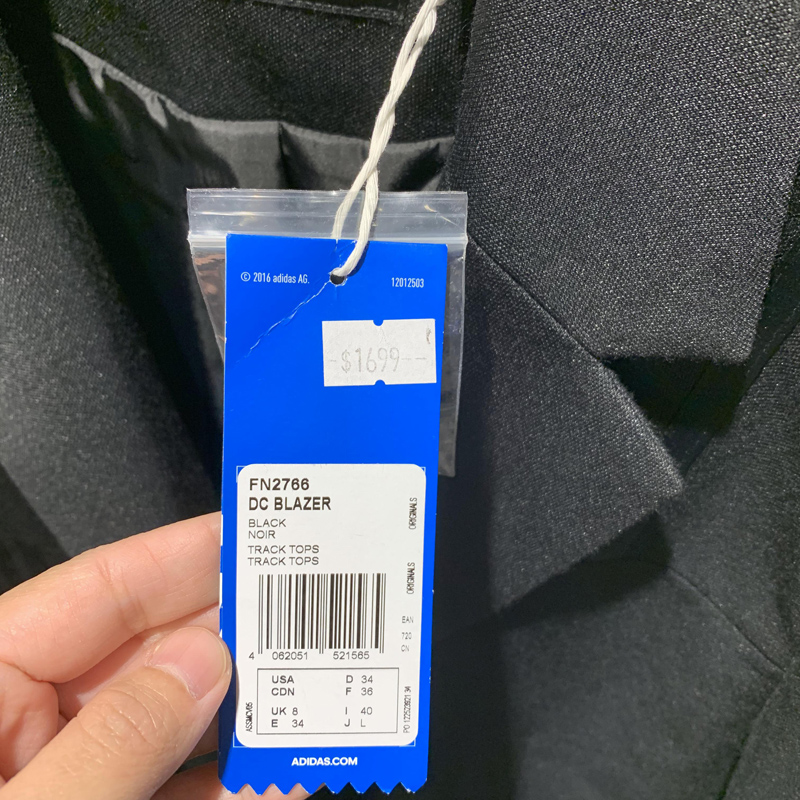 © 2016 adidas AG.
12012503
-$1699--
FN2766
DC BLAZER
BLACK
NOIR
TRACK TOPS
TRACK TOPS
ORIGINALS
ORIGINALS
EAN
720
CN
4 062051 521565
USA D 34
CDN F 36
UK 8 I 40
E 34 J L
ADIDAS.COM